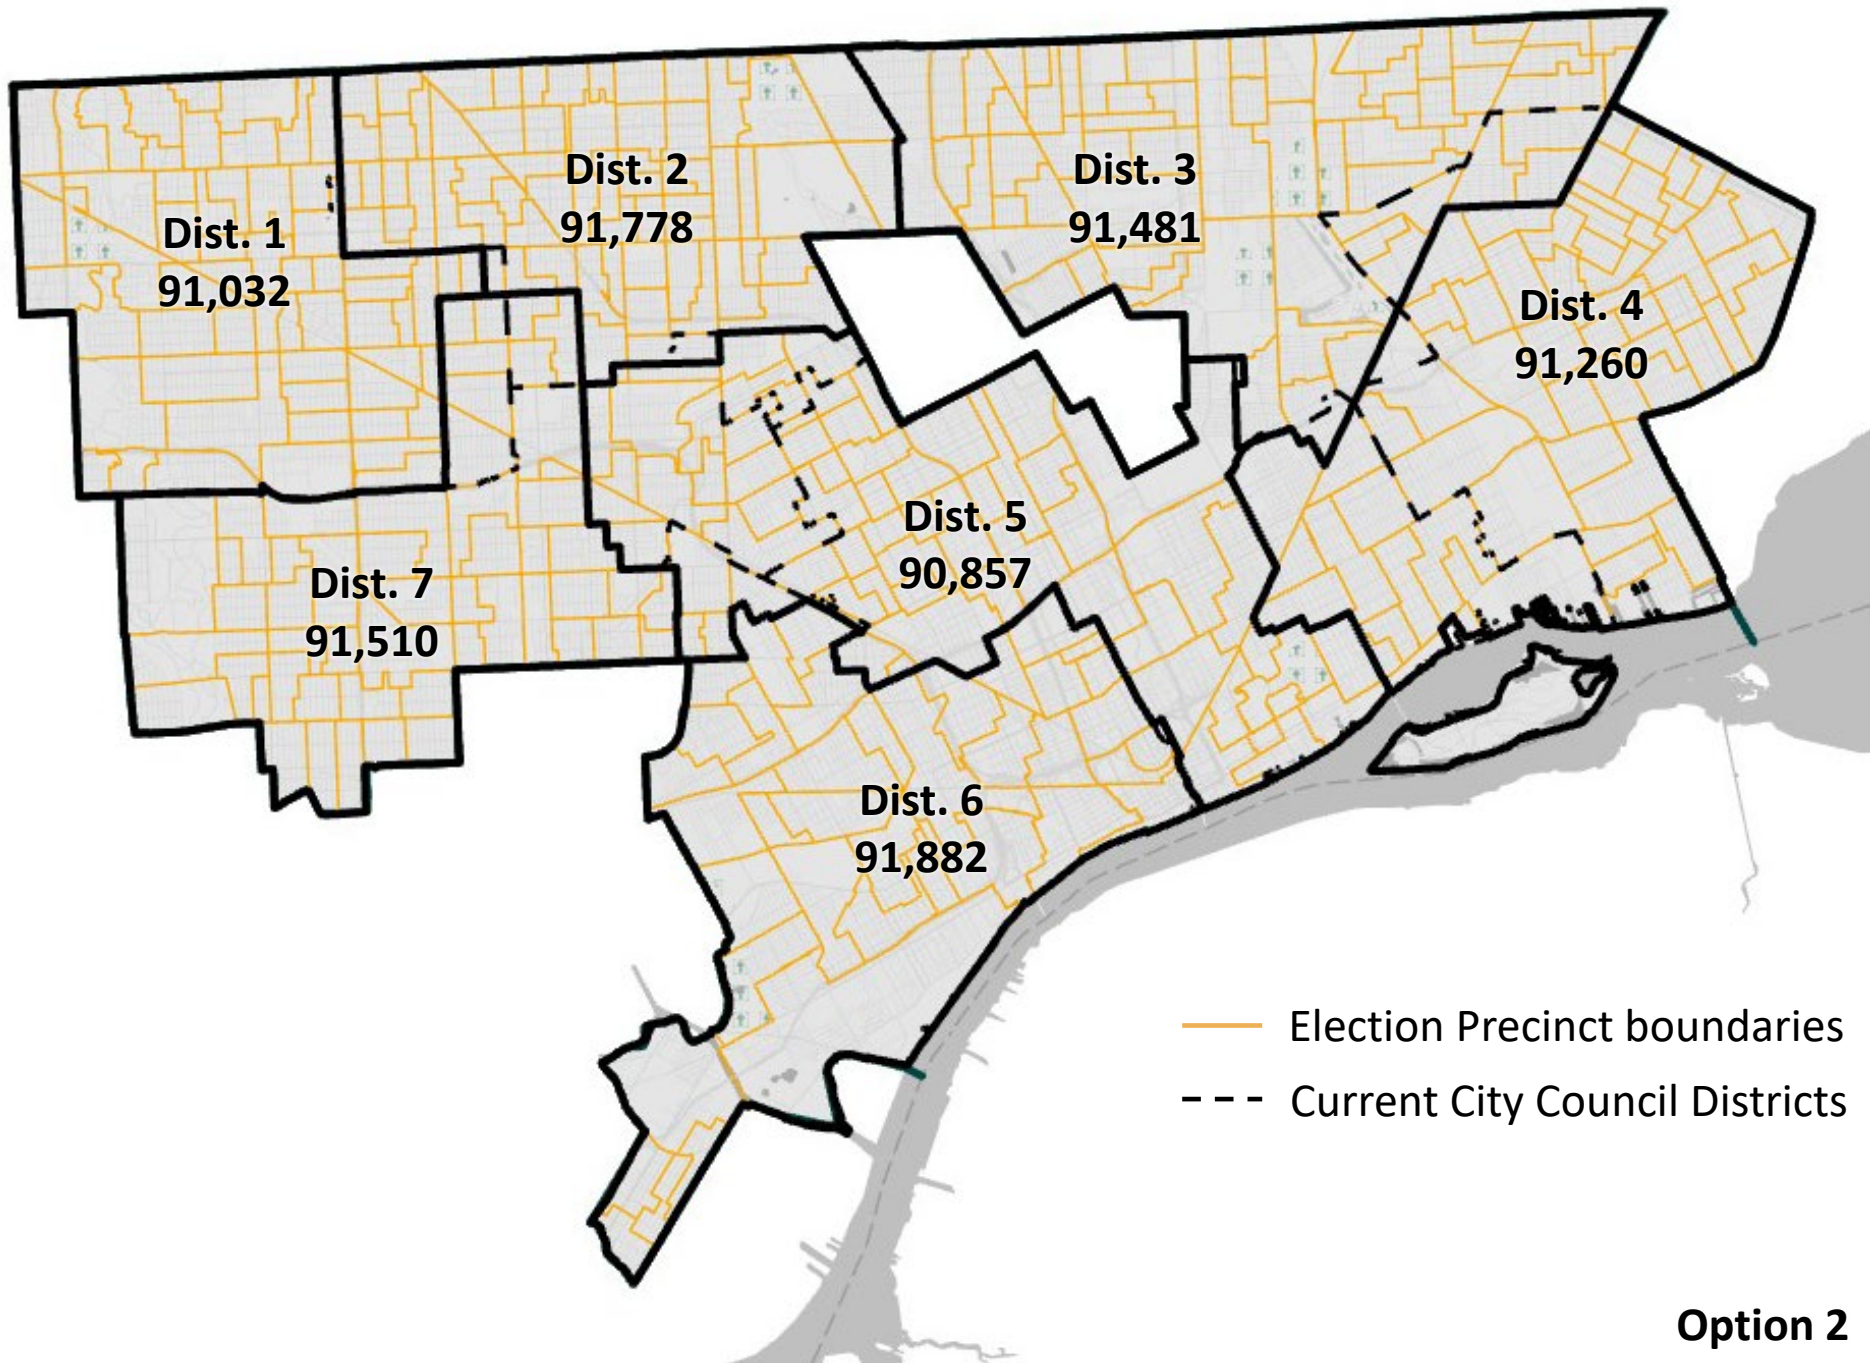 Dist. 1
91,032
Dist. 2
91,778
Dist. 3
91,481
Dist. 4
91,260
Dist. 5
90,857
Dist. 7
91,510
Dist. 6
91,882
Election Precinct boundaries
Current City Council Districts
Option 2